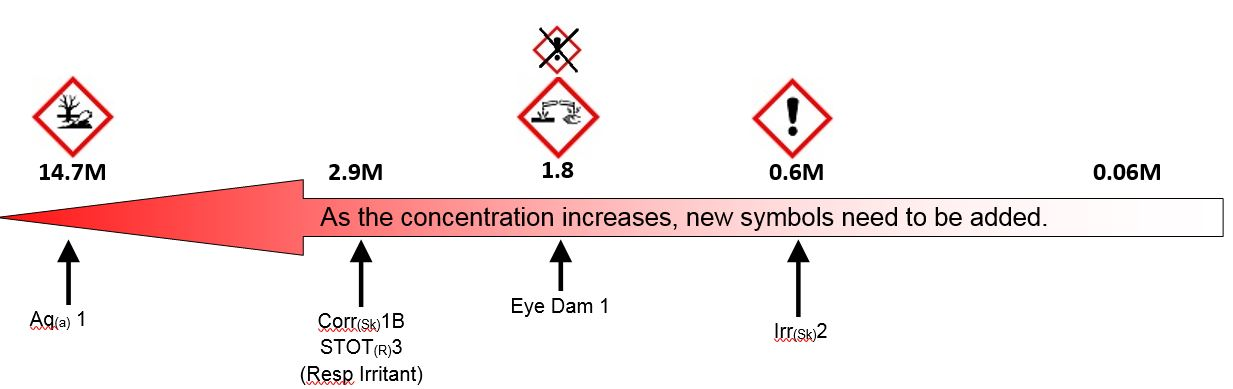 14.7M 2.9M 1.8 0.6M 0.06M
As the concentration increases, new symbols need to be added.
Aq(a) 1
Corr(Sk)1B
STOT(R)3
(Resp Irritant)
Eye Dam 1
Irr(Sk)2